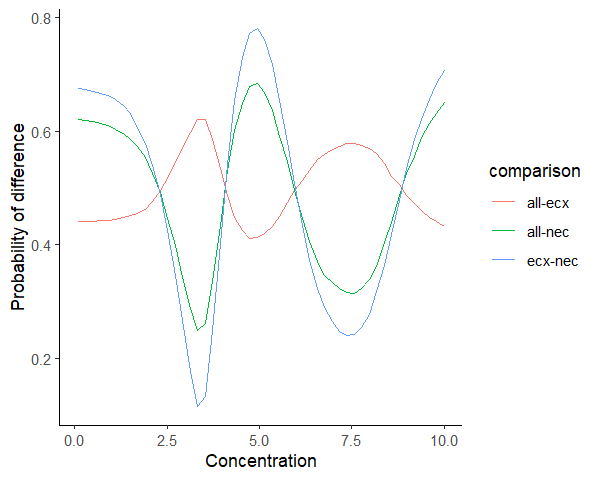 0.8
0.6
0.4
0.2
Probability of difference
0.0
2.5
5.0
7.5
10.0
Concentration
comparison
all-ecx
all-nec
ecx-nec